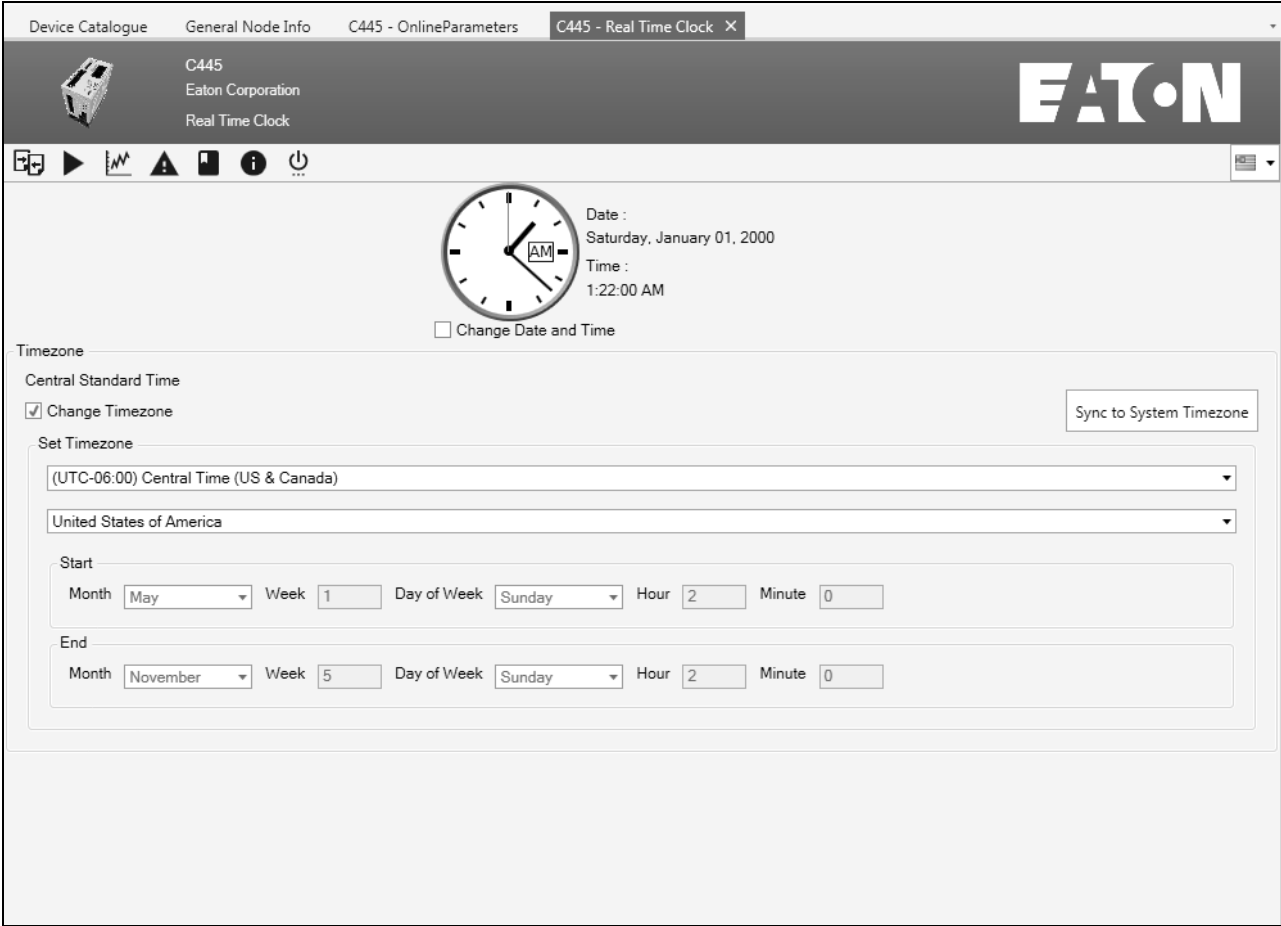 Device Catalogue General Node Info C445 - OnlineParameters C445 - Real Time Clock X
C445
Eaton Corporation
Real Time Clock
EATON
AM
Date :
Saturday, January 01, 2000
Time :
1:22:00 AM
Change Date and Time
Timezone
Central Standard Time
Change Timezone
Sync to System Timezone
Set Timezone
(UTC-06:00) Central Time (US & Canada)
United States of America
Start
Month May Week 1 Day of Week Sunday Hour 2 Minute 0
End
Month November Week 5 Day of Week Sunday Hour 2 Minute 0